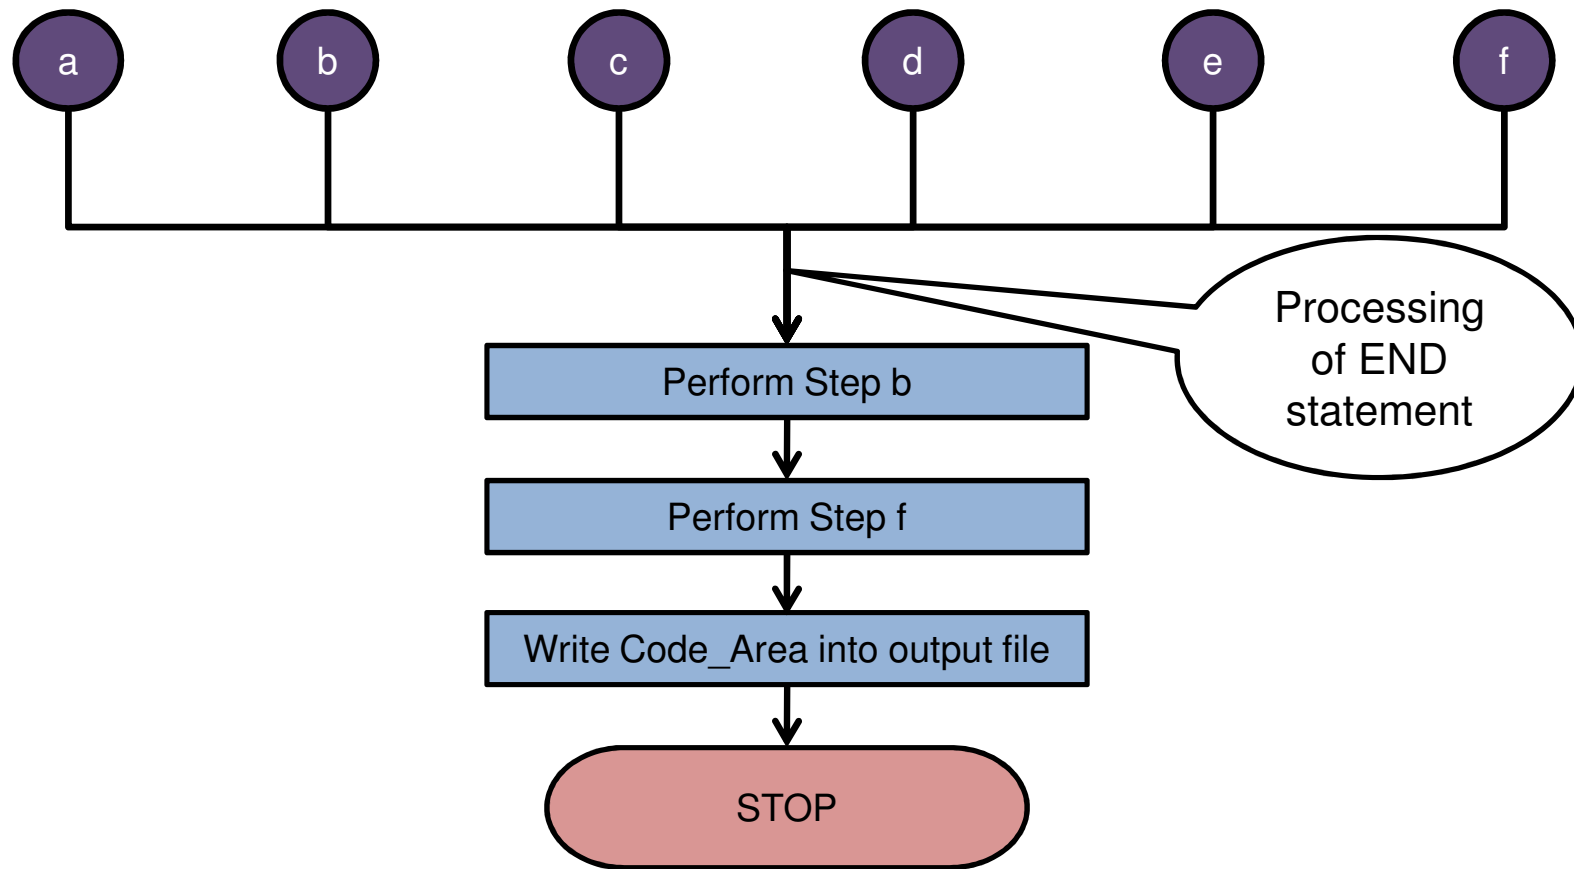 a
b
c
d
e
f
Processing
of END
statement
Perform Step b
Perform Step f
Write Code_Area into output file
STOP